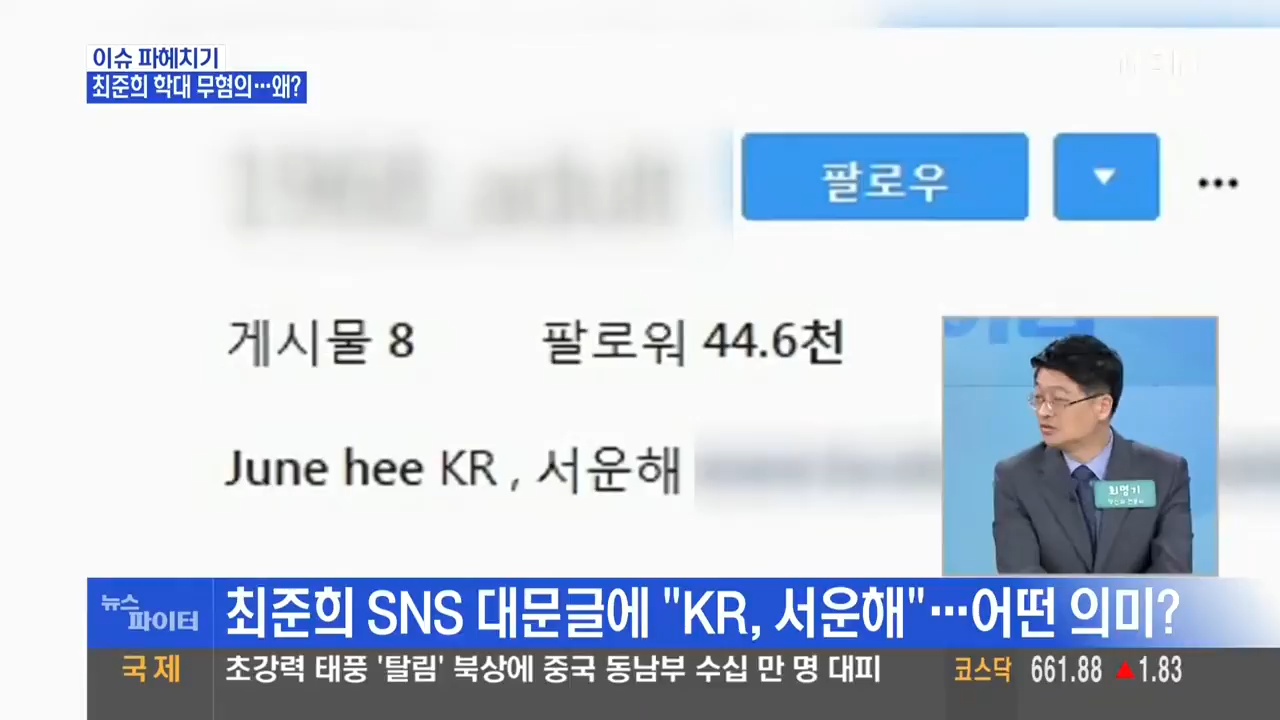 이슈 파헤치기
최준희 학대 무혐의…왜?
팔로우
게시물 8 팔로워 44.6천
June hee KR , 서운해
최명기
뉴스
파이터
최준희 SNS 대문글에 "KR, 서운해"…어떤 의미?
국제 초강력 태풍 '탈림' 북상에 중국 동남부 수십 만 명 대피 코스닥 661.88 ▲1.83